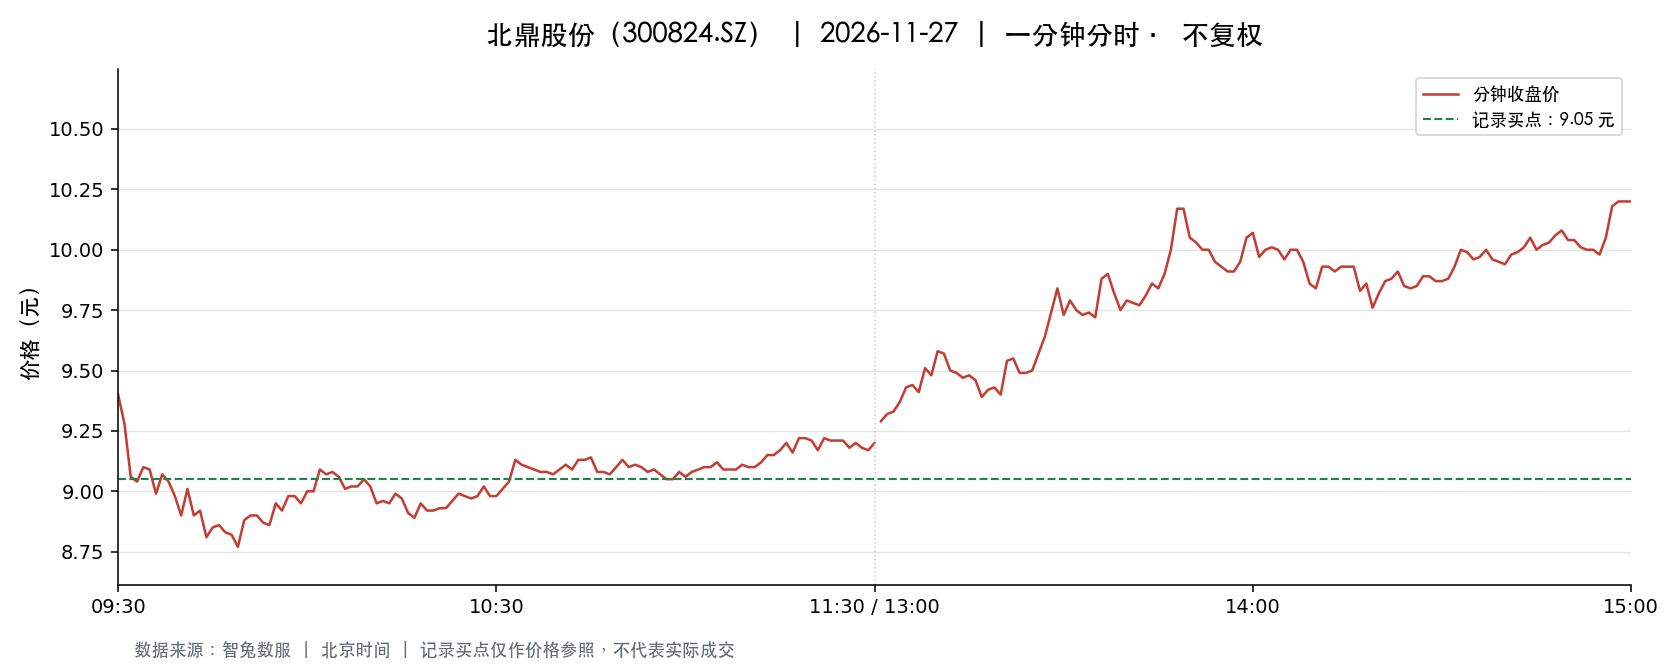 北鼎股份（300824.SZ） | 2026-11-27 | 一分钟分时 · 不复权
分钟收盘价
记录买点：9.05 元
价格（元）
10.50
10.25
10.00
9.75
9.50
9.25
9.00
8.75
09:30
10:30
11:30 / 13:00
14:00
15:00
数据来源：智兔数服 | 北京时间 | 记录买点仅作价格参照，不代表实际成交